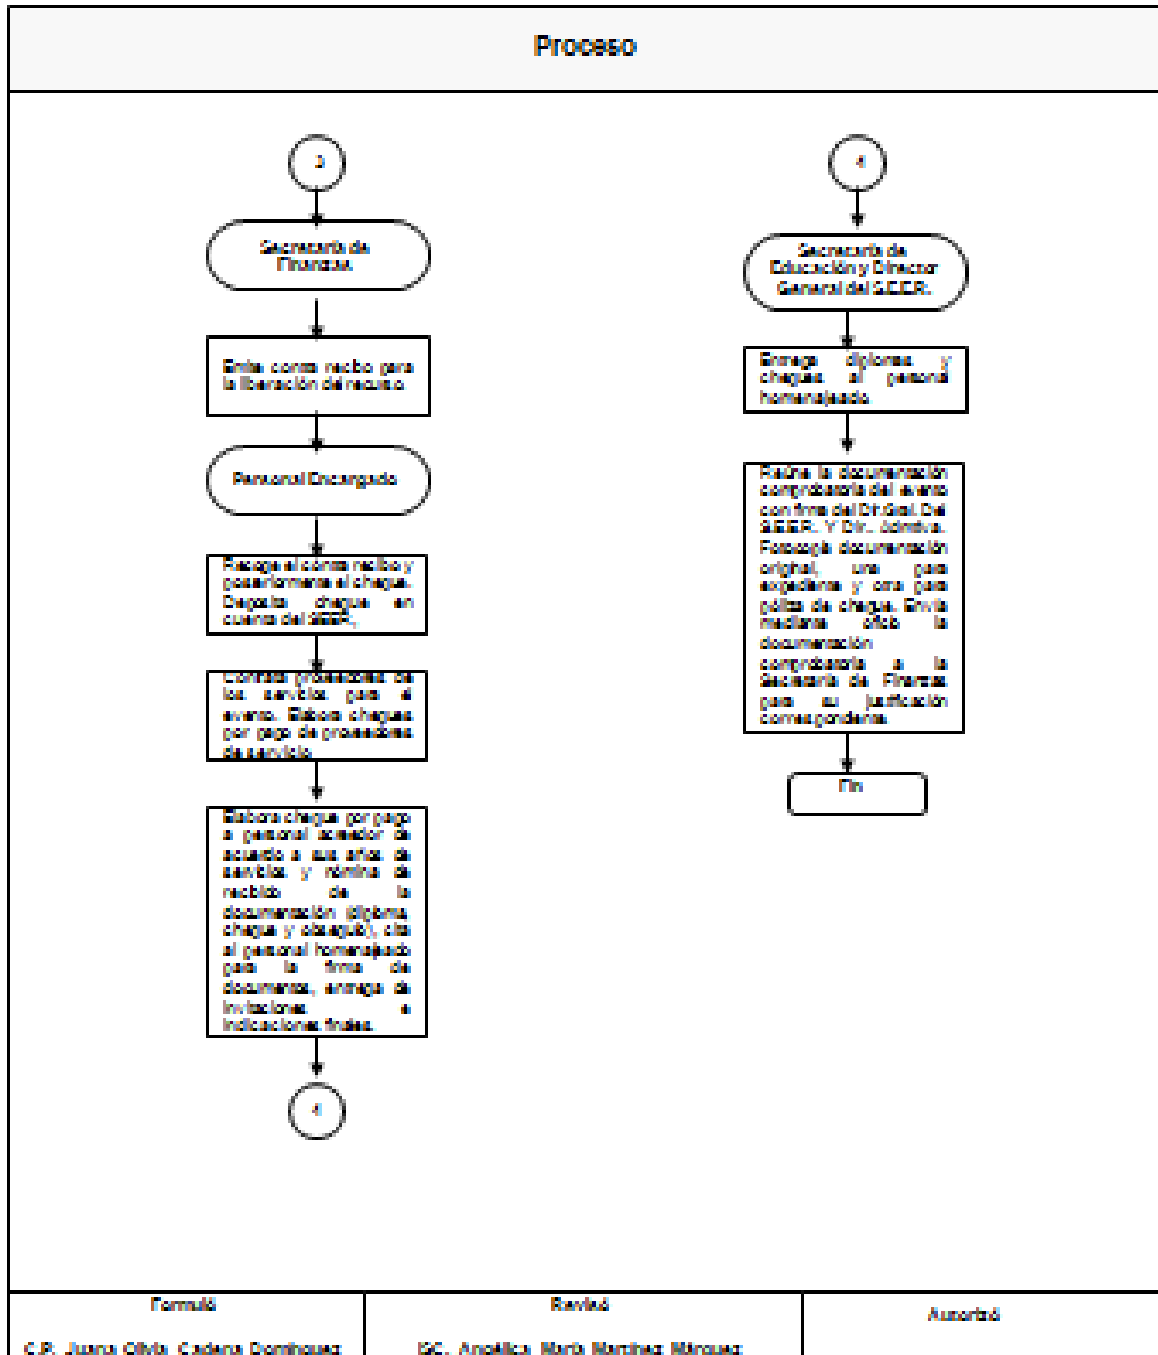 Proceso
3
Secretaría de
Finanzas
Emite contra recibo para
la liberación del recurso
Personal Encargado
Recoge el contra recibo y
posteriormente el cheque.
Deposita cheque en
cuenta del SEER.
Contrata proveedores de
los servicios para el
evento. Elabora cheques
por pago de proveedores
de servicio
Elabora cheque por pago
a personal acreedor de
acuerdo a sus años de
servicios y nómina de
recibido de la
documentación (diploma,
cheque y obsequio), cita
al personal homenajeado
para la firma de
documentos, entrega de
invitaciones e
indicaciones finales.
4
4
Secretaría de
Educación y Director
General del S.E.E.R.
Entrega diplomas y
cheques al personal
homenajeado
Reúne la documentación
comprobatoria del evento
con firma del Dir.Gral. Del
S.E.E.R. Y Dir.. Admtva.
Fotocopia documentación
original, una para
expediente y otra para
póliza de cheque. Envía
mediante oficio la
documentación
comprobatoria a la
Secretaría de Finanzas
para su justificación
correspondiente
Fin
Formuló
Revisó
Autorizó
C.P. Juana Olivia Cadena Domínguez
ISC. Angélica María Martínez Márquez